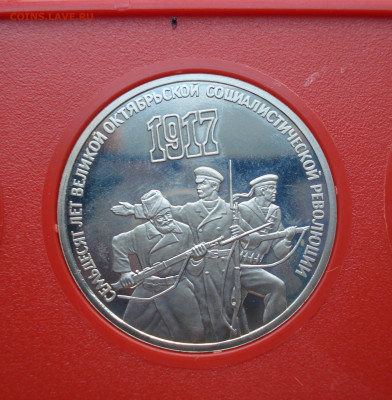 COINS.LAVE.RU
СЕМЬДЕСЯТ ЛЕТ ВЕЛИКОЙ ОКТЯБРЬСКОЙ СОЦИАЛИСТИЧЕСКОЙ РЕВОЛЮЦИИ
1917